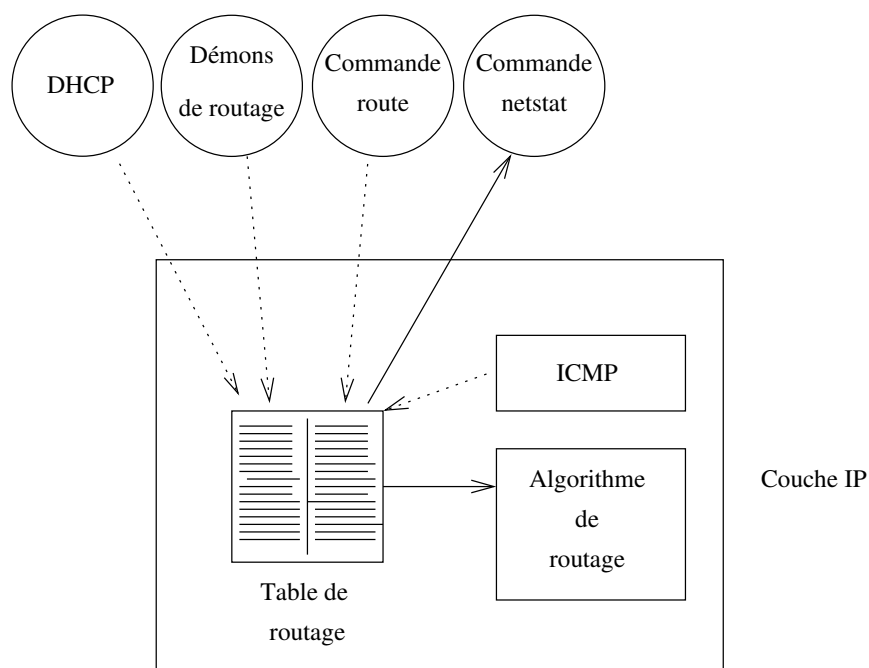 DHCP
Démons
de routage
Commande
route
Commande
netstat
ICMP
Algorithme
de
routage
Couche IP
Table de
routage